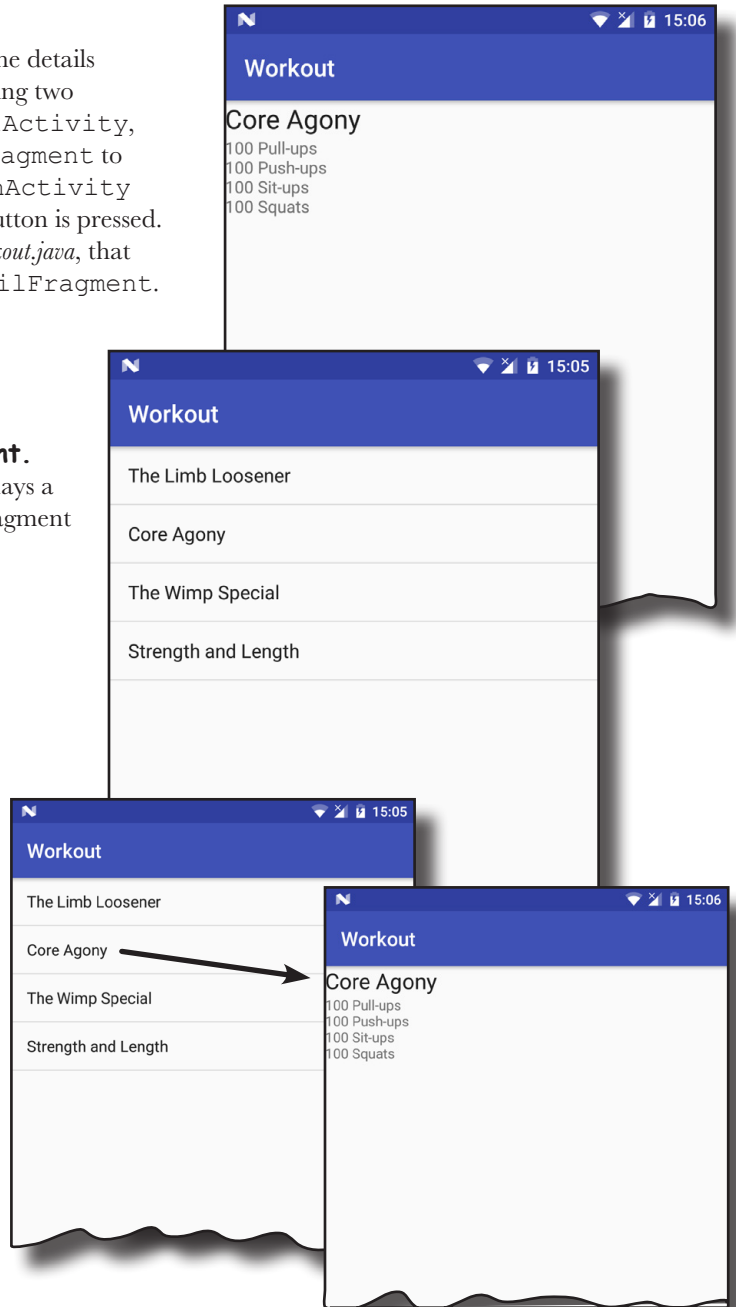 details
ing two
Activity,
agment to
Activity
utton is pressed.
out.java, that
ilFragment.
15:06
Workout
Core Agony
100 Pull-ups
100 Push-ups
100 Sit-ups
100 Squats
nt.
ays a
agment
15:05
Workout
The Limb Loosener
Core Agony
The Wimp Special
Strength and Length
15:05
Workout
The Limb Loosener
Core Agony
The Wimp Special
Strength and Length
15:06
Workout
Core Agony
100 Pull-ups
100 Push-ups
100 Sit-ups
100 Squats